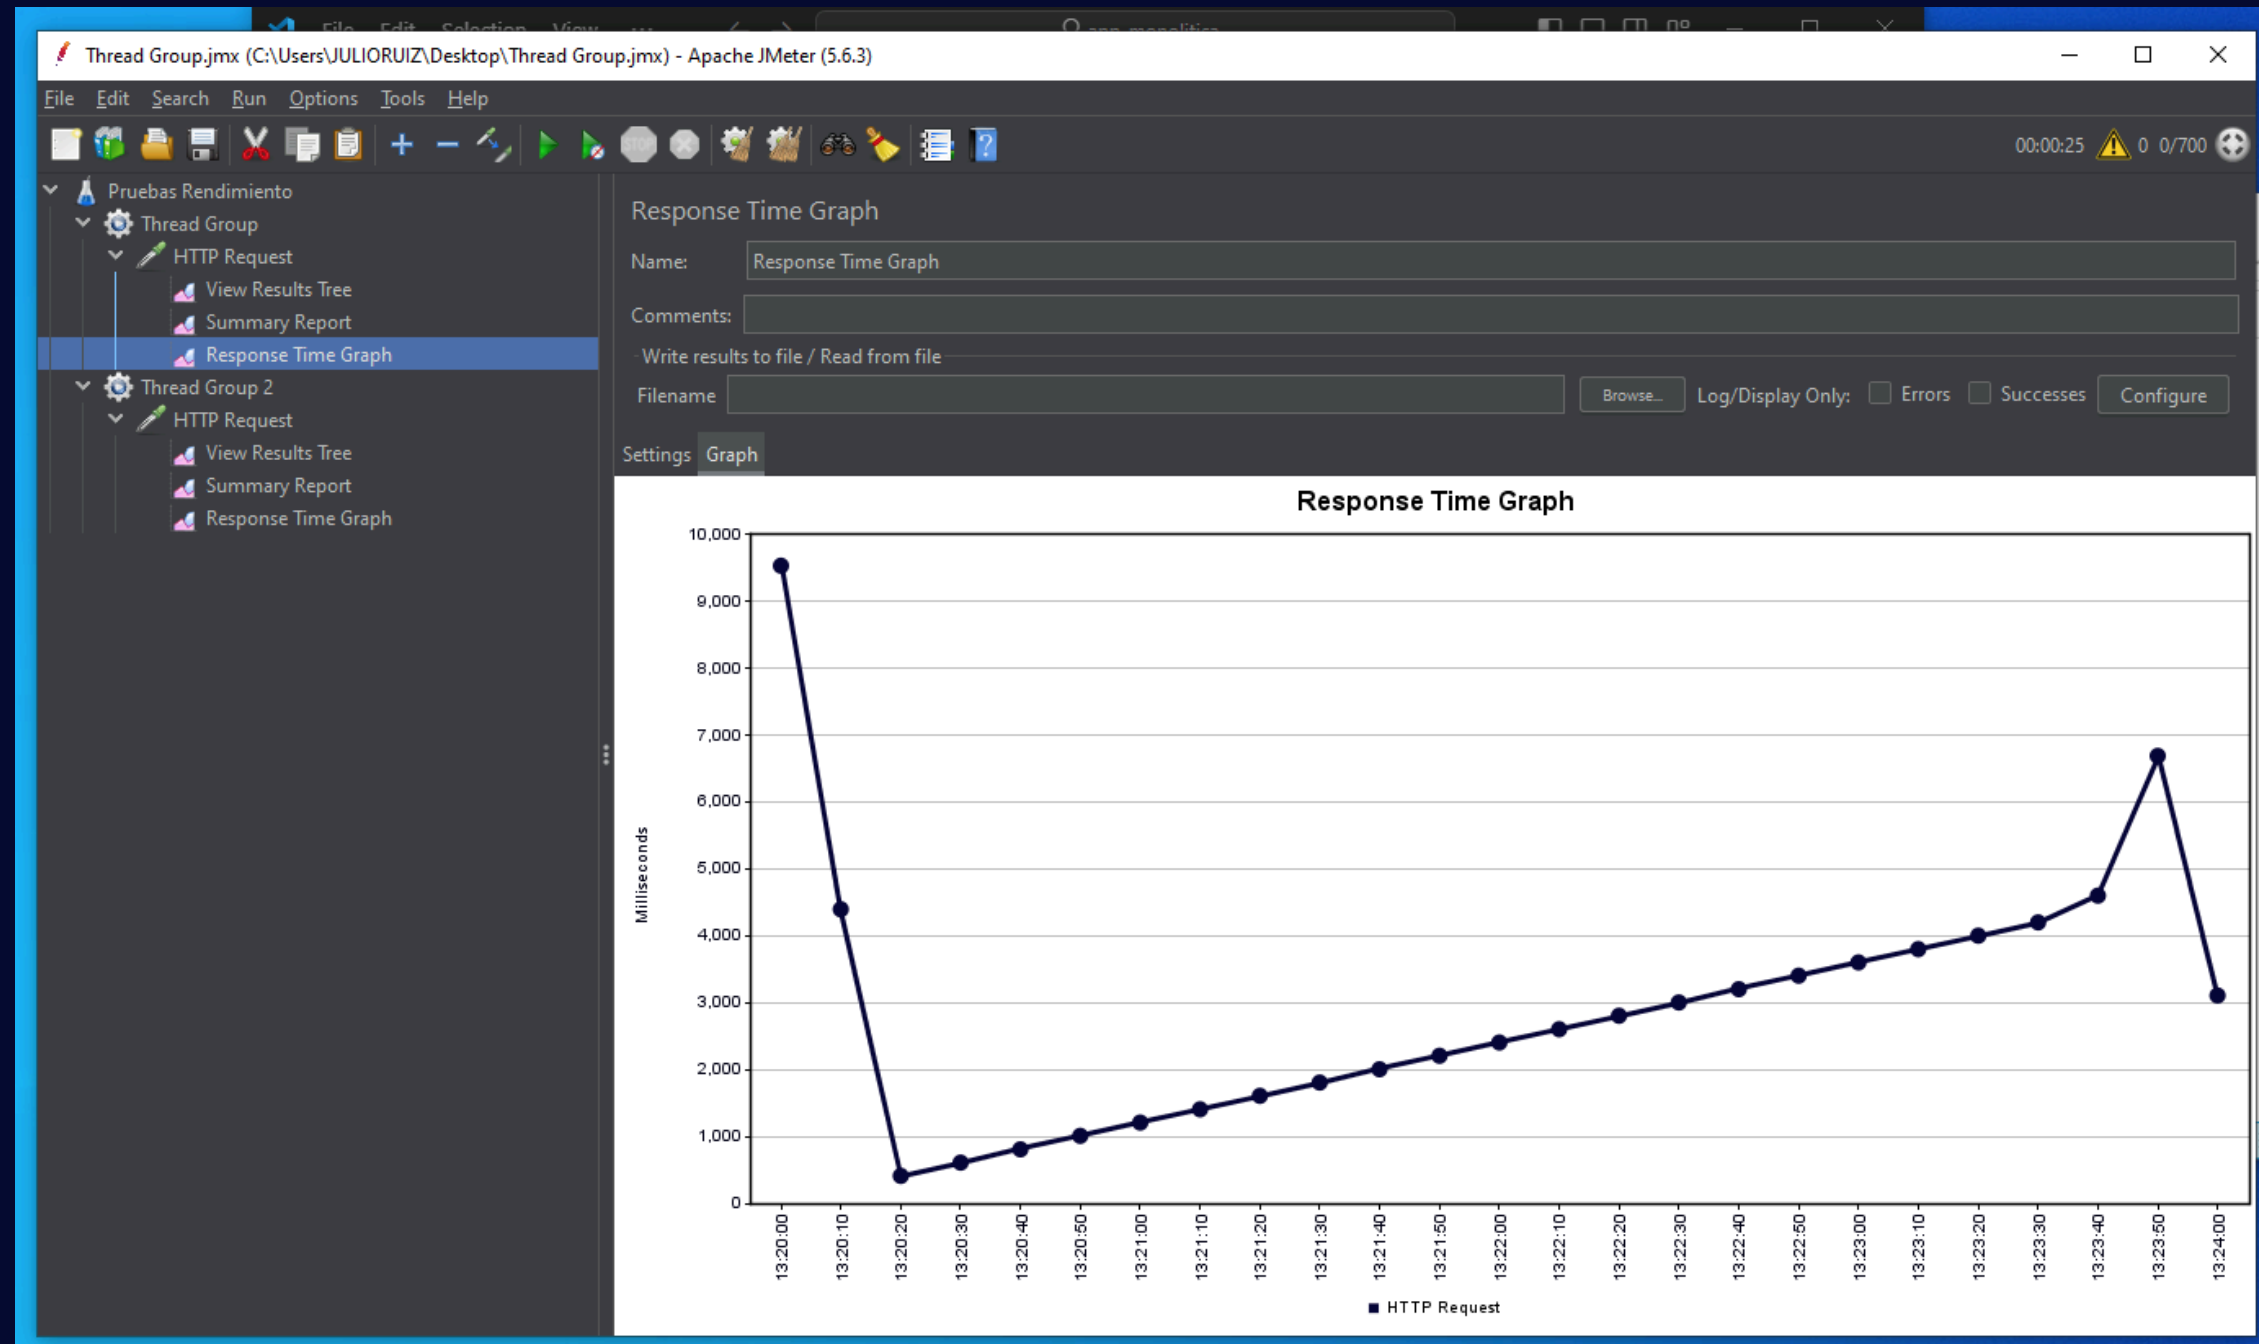 File Edit Selection View ... app_monolitica
Thread Group.jmx (C:\Users\JULIORUIZ\Desktop\Thread Group.jmx) - Apache JMeter (5.6.3)
File Edit Search Run Options Tools Help
STOP
00:00:25 0 0/700
Pruebas Rendimiento
Thread Group
HTTP Request
View Results Tree
Summary Report
Response Time Graph
Thread Group 2
HTTP Request
View Results Tree
Summary Report
Response Time Graph
Response Time Graph
Name: Response Time Graph
Comments:
Write results to file / Read from file
Filename Browse... Log/Display Only: Errors Successes Configure
Settings Graph
Response Time Graph
10,000
9,000
8,000
7,000
6,000
5,000
4,000
3,000
2,000
1,000
0
Milliseconds
13:20:00
13:20:10
13:20:20
13:20:30
13:20:40
13:20:50
13:21:00
13:21:10
13:21:20
13:21:30
13:21:40
13:21:50
13:22:00
13:22:10
13:22:20
13:22:30
13:22:40
13:22:50
13:23:00
13:23:10
13:23:20
13:23:30
13:23:40
13:23:50
13:24:00
HTTP Request